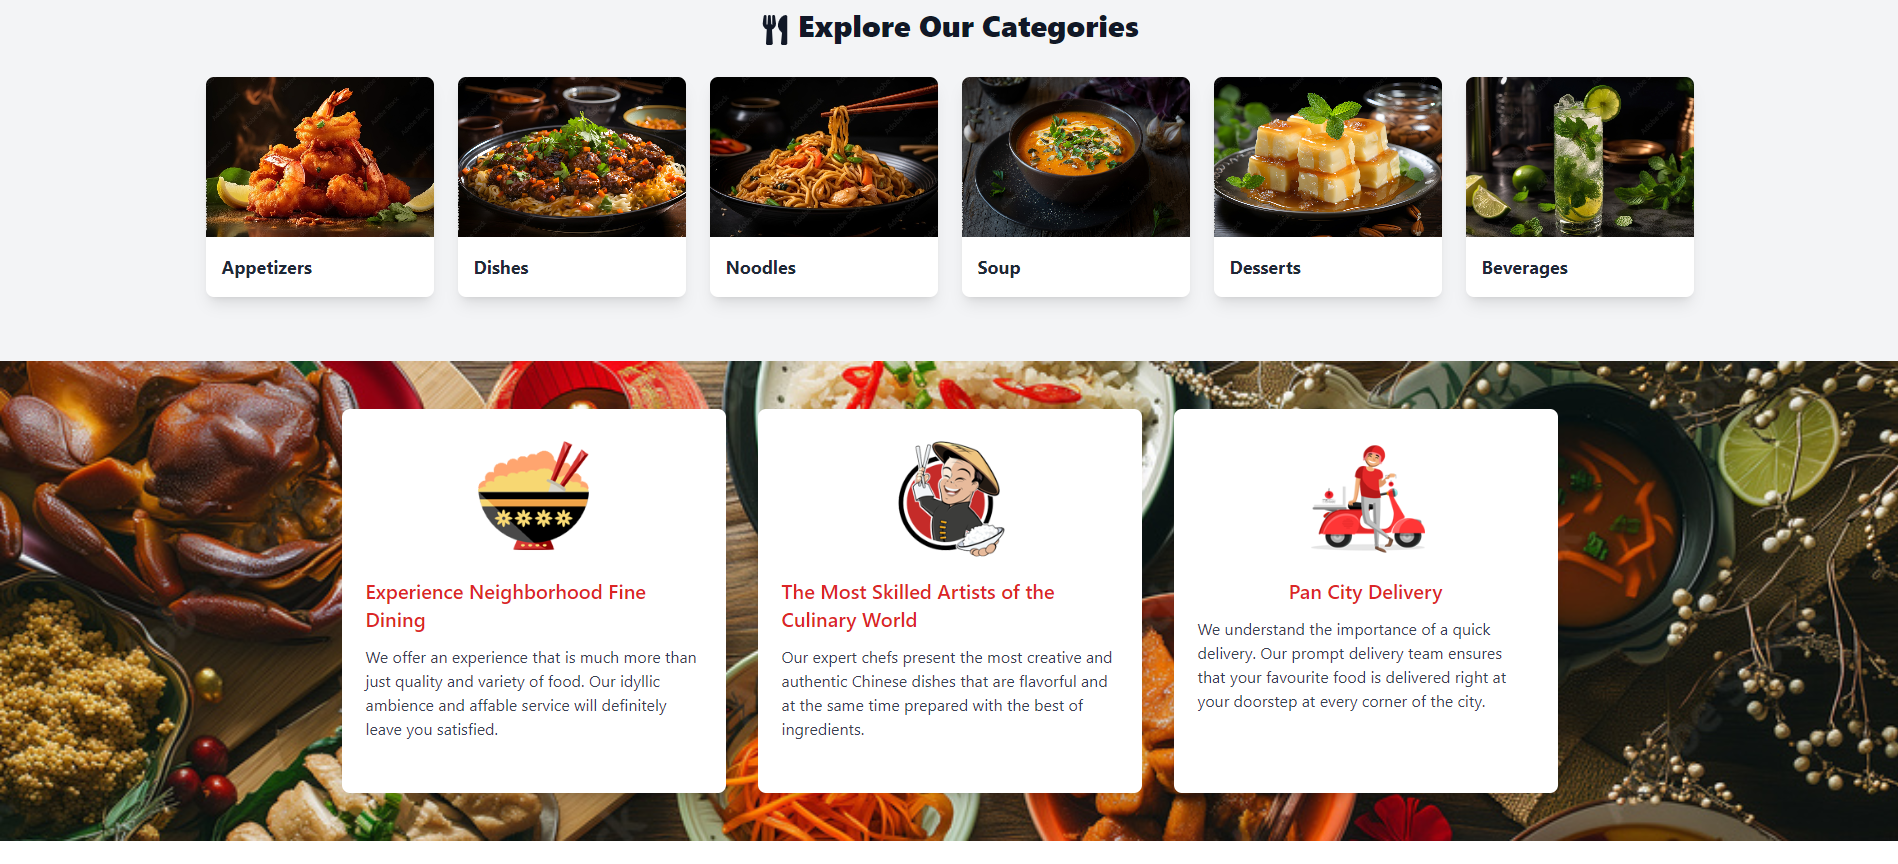 Explore Our Categories
Appetizers
Dishes
Noodles
Soup
Desserts
Beverages
Experience Neighborhood Fine
Dining
We offer an experience that is much more than
just quality and variety of food. Our idyllic
ambience and affable service will definitely
leave you satisfied.
The Most Skilled Artists of the
Culinary World
Our expert chefs present the most creative and
authentic Chinese dishes that are flavorful and
at the same time prepared with the best of
ingredients.
Pan City Delivery
We understand the importance of a quick
delivery. Our prompt delivery team ensures
that your favourite food is delivered right at
your doorstep at every corner of the city.